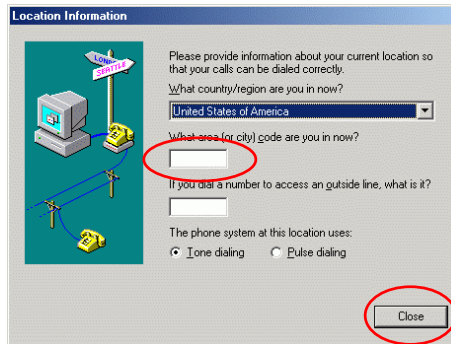 Location Information
LONDON
SEATTLE
Please provide information about your current location so
that your calls can be dialed correctly.
What country/region are you in now?
United States of America
What area (or city) code are you in now?
If you dial a number to access an outside line, what is it?
The phone system at this location uses:
Tone dialing Pulse dialing
Close